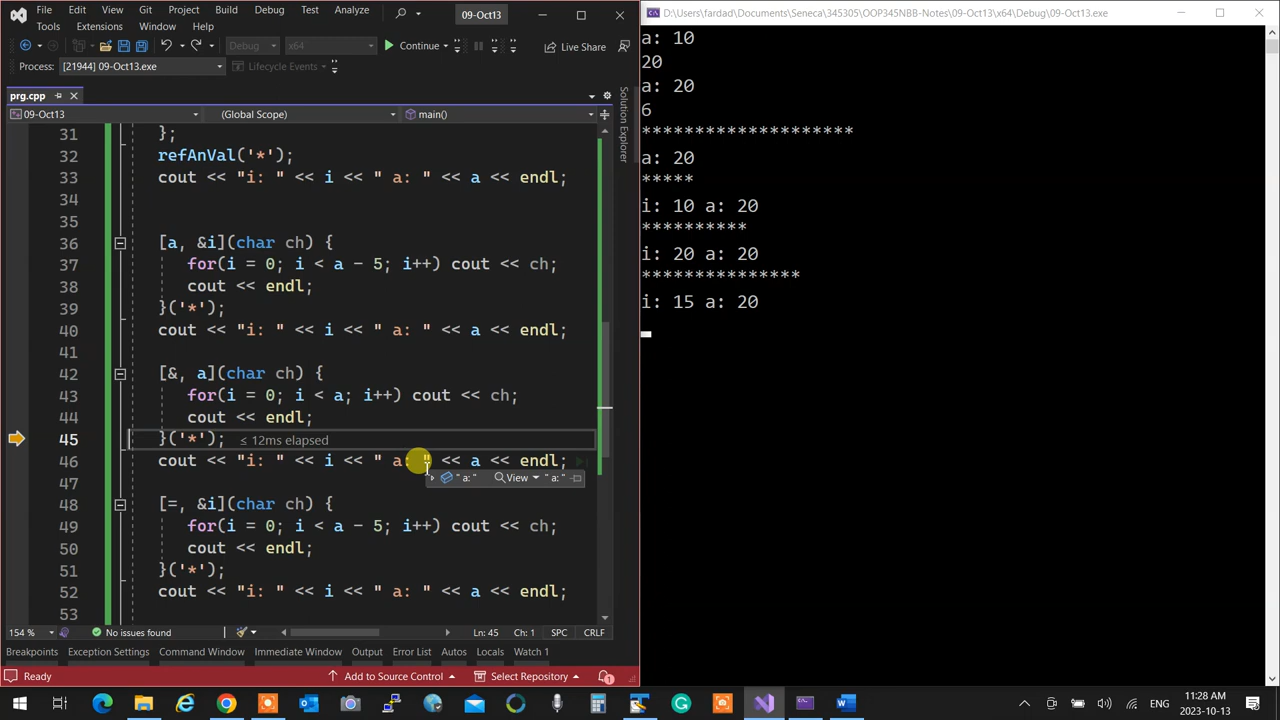 File Edit View Git Project Build 09-Oct13
Debug Test Analyze
Tools Extensions Window Help
Debug x64 Continue Live Share
Process: [21944] 09-Oct13.exe Lifecycle Events
prg.cpp
09-Oct13 (Global Scope) main()
31 };
32 refAnVal('*');
33 cout << "i: " << i << " a: " << a << endl;
34
35
36 [a, &i](char ch) {
37 for(i = 0; i < a - 5; i++) cout << ch;
38 cout << endl;
39 }('*');
40 cout << "i: " << i << " a: " << a << endl;
41
42 [&, a](char ch) {
43 for(i = 0; i < a; i++) cout << ch;
44 cout << endl;
45 }('*'); ≤ 12ms elapsed
46 cout << "i: " << i << " a: " << a << endl;
47 " a: " View " a: "
48 [=, &i](char ch) {
49 for(i = 0; i < a - 5; i++) cout << ch;
50 cout << endl;
51 }('*');
52 cout << "i: " << i << " a: " << a << endl;
53
154 % No issues found Ln: 45 Ch: 1 SPC CRLF
Breakpoints Exception Settings Command Window Immediate Window Output Error List Autos Locals Watch 1
Ready Add to Source Control Select Repository 1
Solution Explorer
D:\Users\fardad\Documents\Seneca\345305\OOP345NBB-Notes\09-Oct13\x64\Debug\09-Oct13.exe
a: 10
20
a: 20
6
********************
a: 20
*****
i: 10 a: 20
**********
i: 20 a: 20
***************
i: 15 a: 20
ENG
11:28 AM
2023-10-13